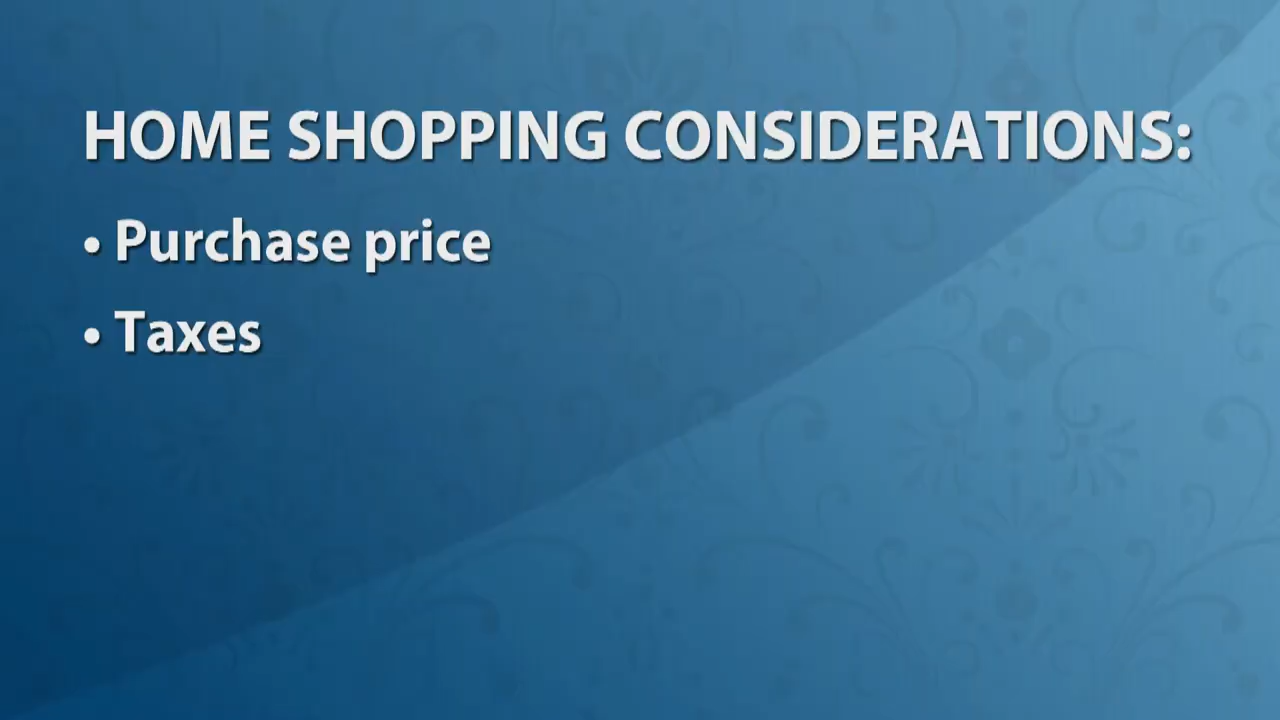 HOME SHOPPING CONSIDERATIONS:
• Purchase price
• Taxes